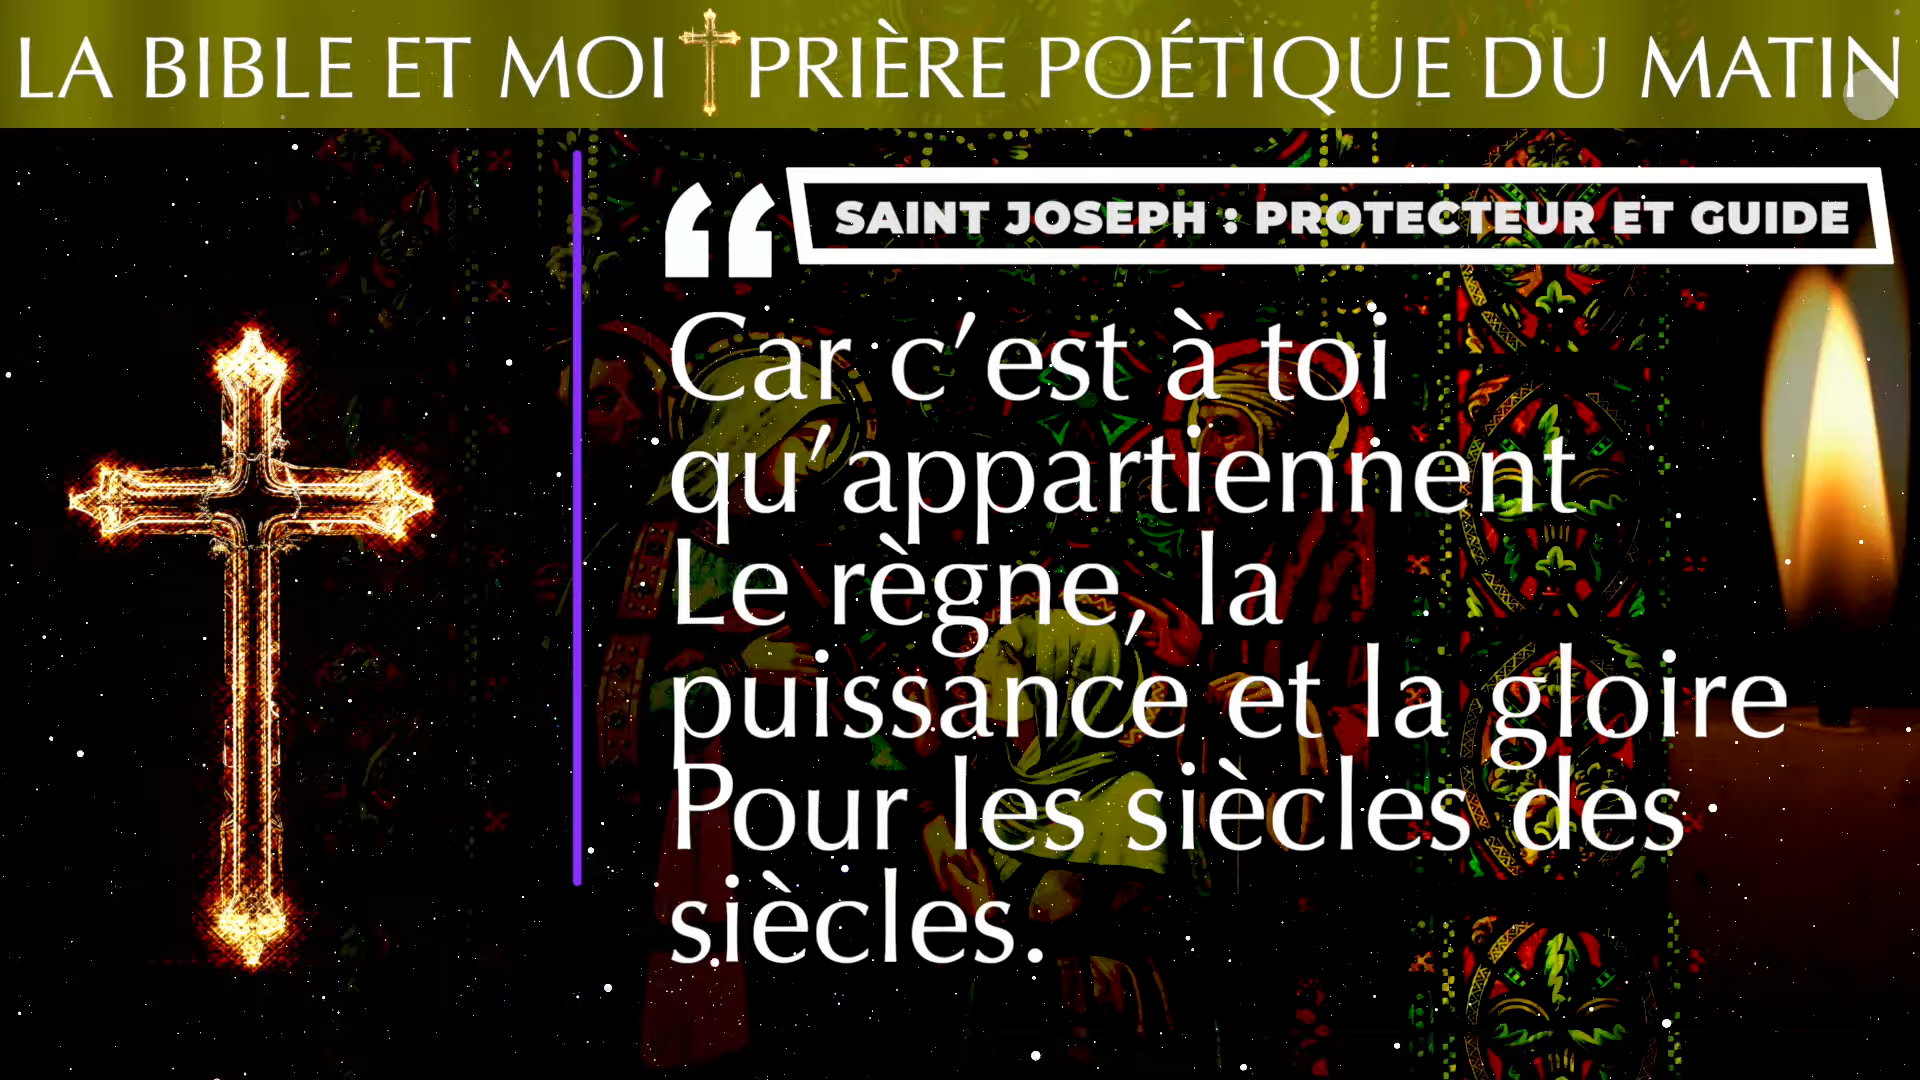 LA BIBLE ET MOI PRIÈRE POÉTIQUE DU MATIN
“ SAINT JOSEPH : PROTECTEUR ET GUIDE
Car c’est à toi
qu’appartiennent
Le règne, la
puissance et la gloire
Pour les siècles des
siècles.